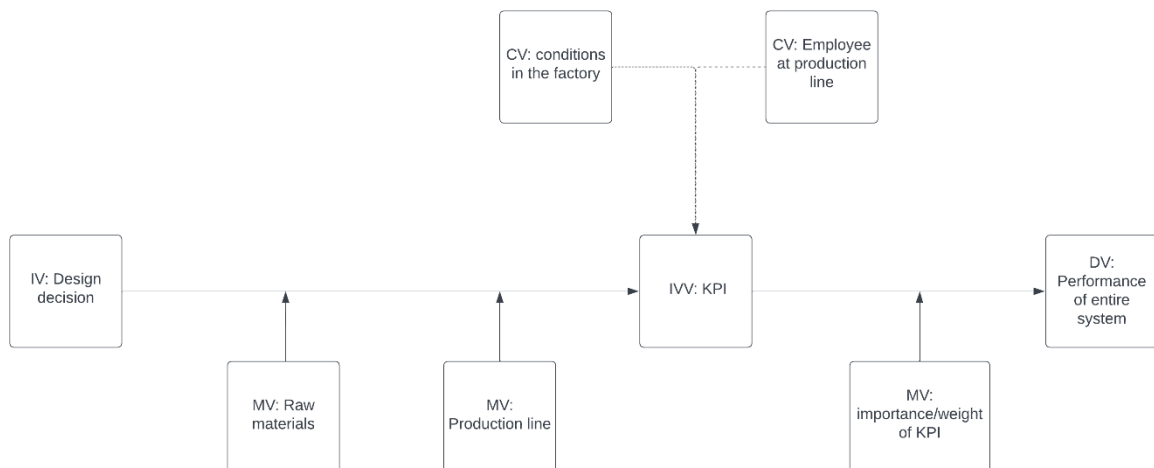 CV: conditions
in the factory
CV: Employee
at production
line
IV: Design
decision
IVV: KPI
DV:
Performance
of entire
system
MV: Raw
materials
MV:
Production line
MV:
importance/weight
of KPI